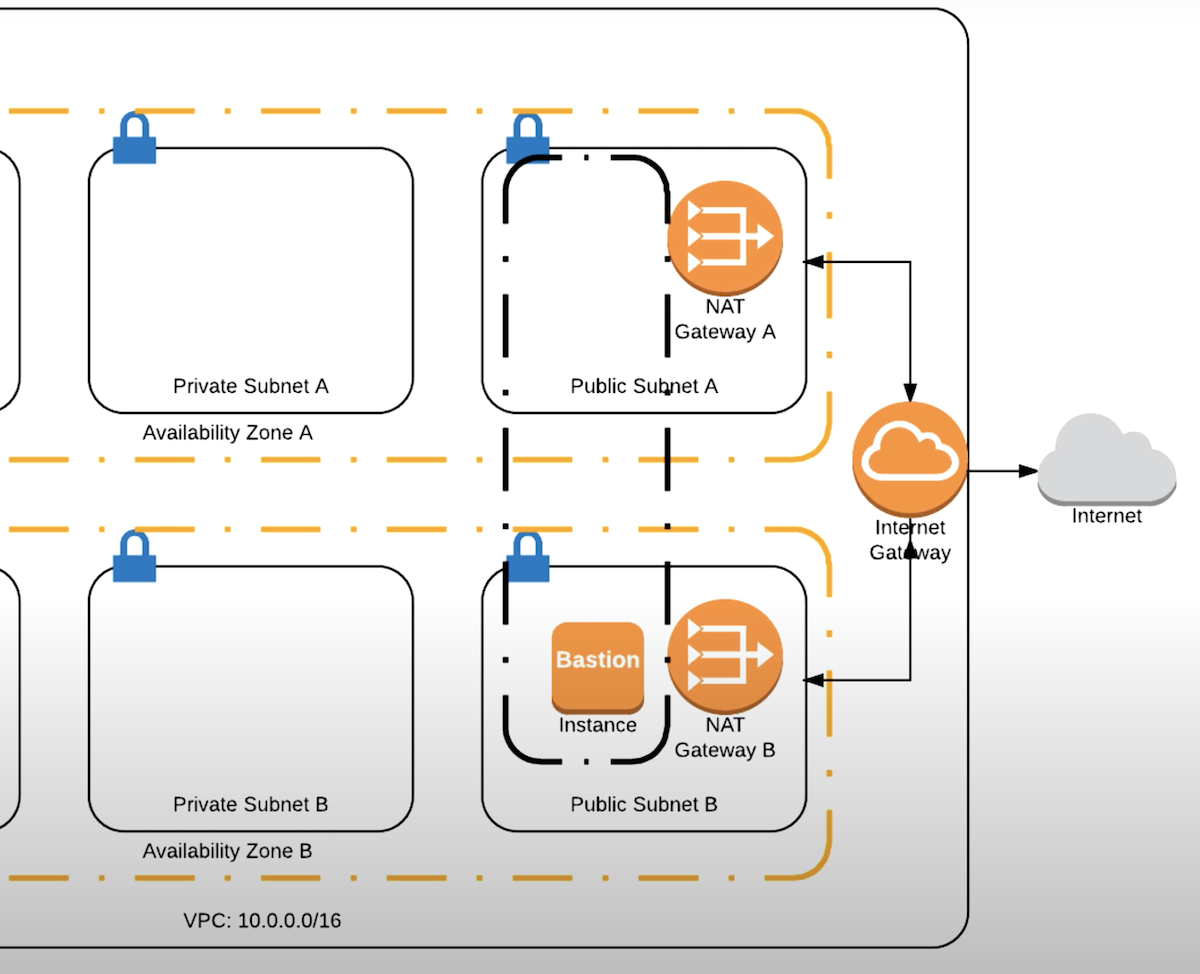 NAT
Gateway A
Private Subnet A
Public Subnet A
Availability Zone A
Internet
Gateway
Internet
Bastion
Instance
NAT
Gateway B
Private Subnet B
Public Subnet B
Availability Zone B
VPC: 10.0.0.0/16